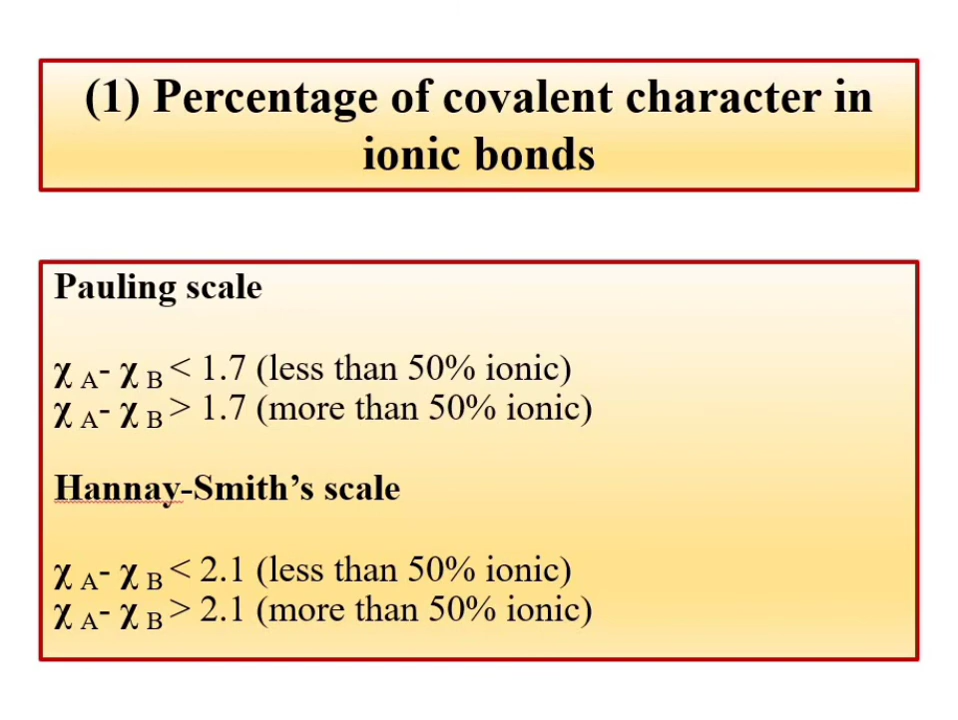 (1) Percentage of covalent character in
ionic bonds
Pauling scale
χ A- χ B < 1.7 (less than 50% ionic)
χ A- χ B > 1.7 (more than 50% ionic)
Hannay-Smith’s scale
χ A- χ B < 2.1 (less than 50% ionic)
χ A- χ B > 2.1 (more than 50% ionic)